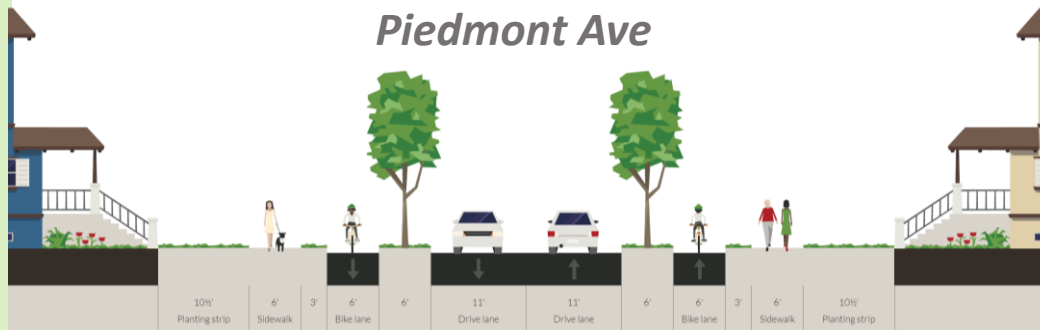 Piedmont Ave
10½' 6' 3' 6' 6' 11' 11' 6' 6' 3' 6' 10½'
Planting strip Sidewalk Bike lane Drive lane Drive lane Bike lane Sidewalk Planting strip